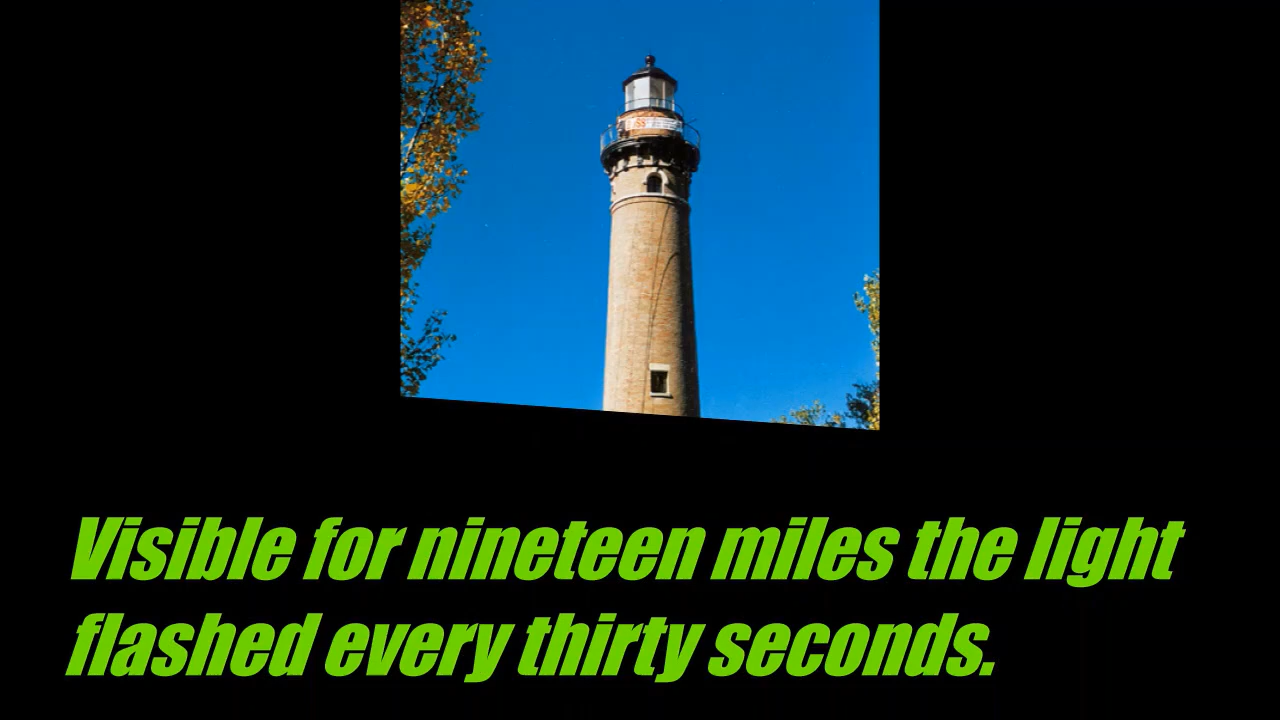 Visible for nineteen miles the light
flashed every thirty seconds.